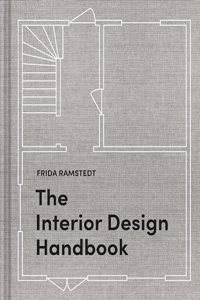 FRIDA RAMSTEDT
The
Interior Design
Handbook